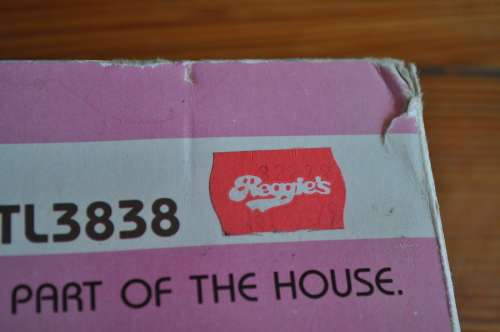 Reggie's
TL3838
PART OF THE HOUSE.